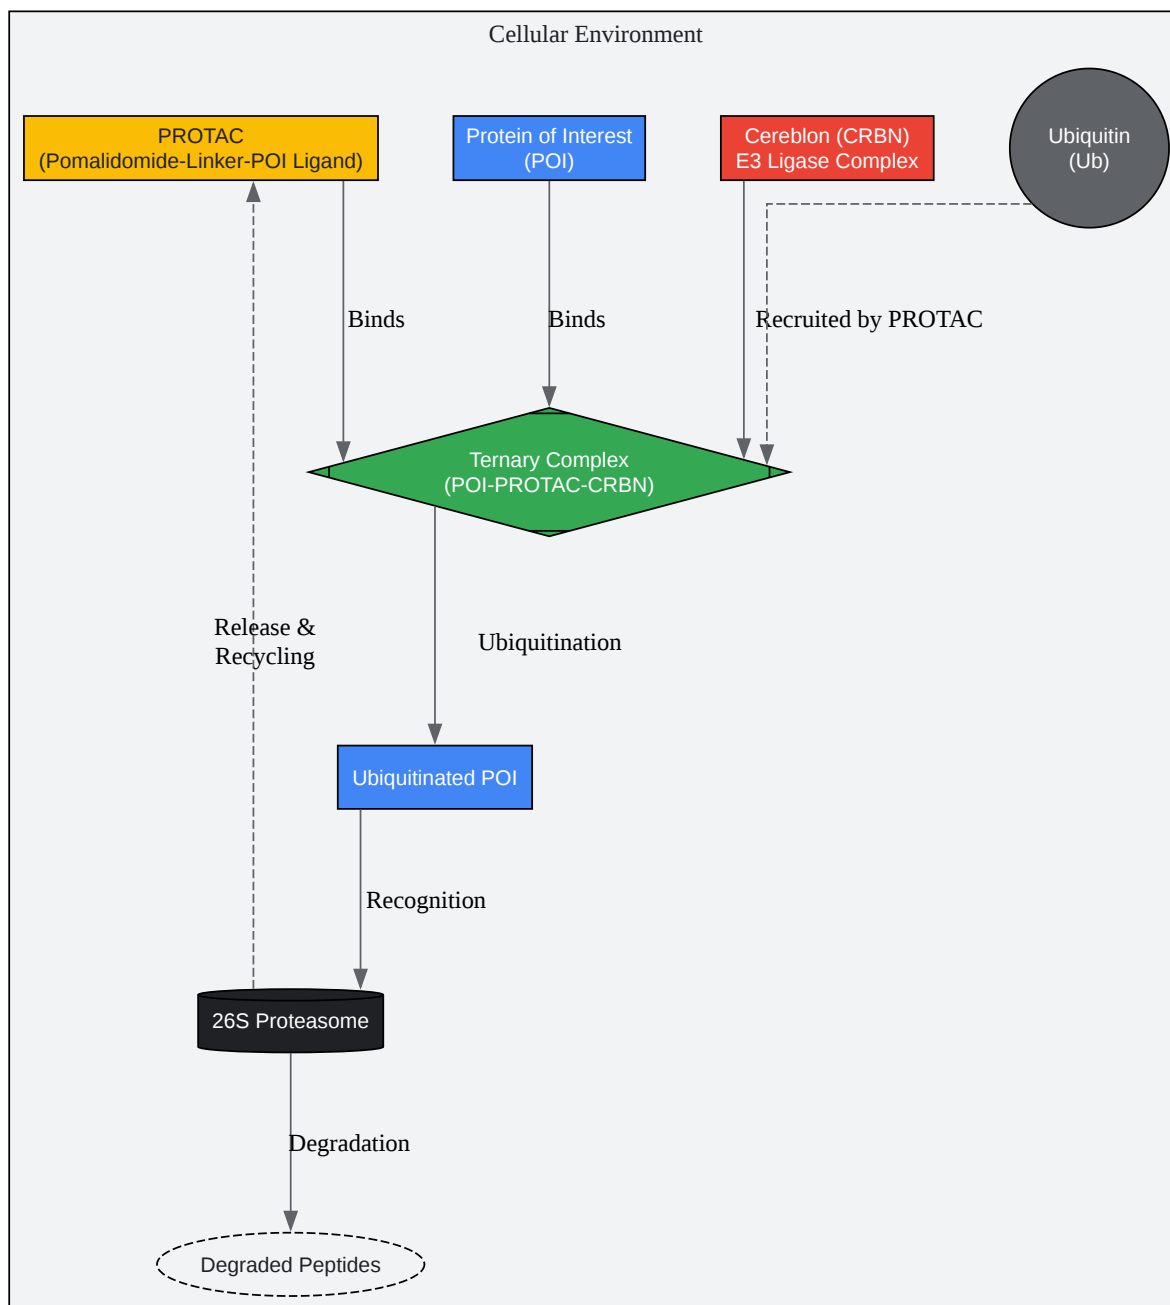 Cellular Environment
PROTAC
(Pomalidomide-Linker-POI Ligand)
Protein of Interest
(POI)
Cereblon (CRBN)
E3 Ligase Complex
Ubiquitin
(Ub)
Binds
Binds
Recruited by PROTAC
Ternary Complex
(POI-PROTAC-CRBN)
Release &
Recycling
Ubiquitination
Ubiquitinated POI
Recognition
26S Proteasome
Degradation
Degraded Peptides